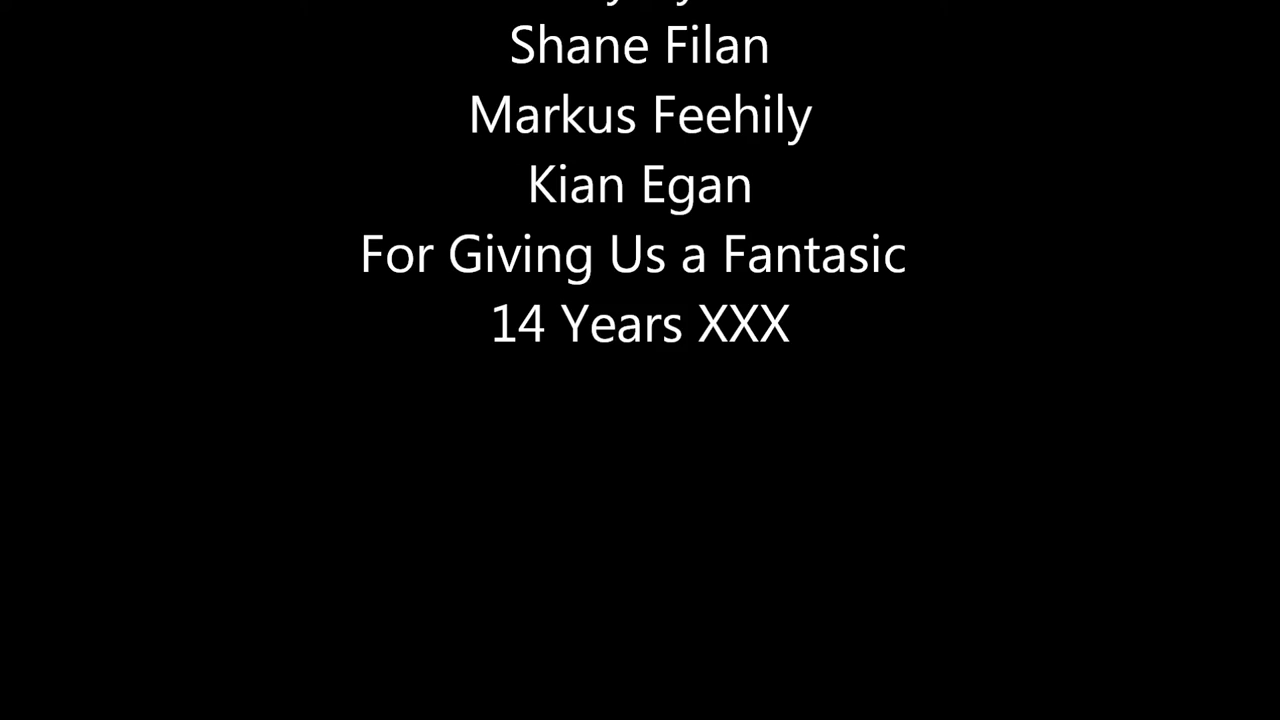 Shane Filan
Markus Feehily
Kian Egan
For Giving Us a Fantasic
14 Years XXX